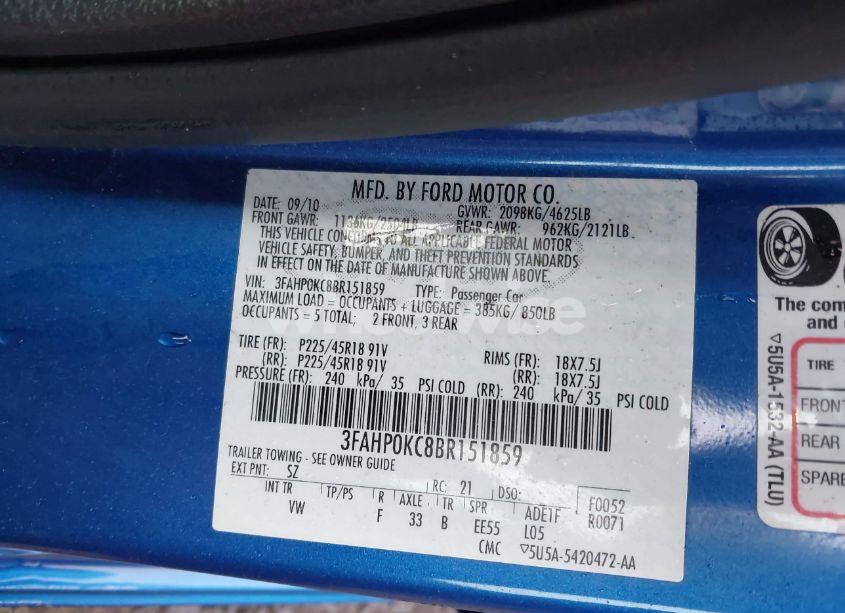 MFD. BY FORD MOTOR CO.
DATE: 09/10 GVWR: 2098KG/4625LB
FRONT GAWR: REAR GAWR: 962KG/2121LB
THIS VEHICLE CONFORMS TO ALL APPLICABLE FEDERAL MOTOR
VEHICLE SAFETY, BUMPER, AND THEFT PREVENTION STANDARDS
IN EFFECT ON THE DATE OF MANUFACTURE SHOWN ABOVE
VIN: 3FAHP0KC8BR151859 TYPE: Passenger Car
MAXIMUM LOAD = OCCUPANTS + LUGGAGE = 385KG/ 850LB
OCCUPANTS = 5 TOTAL: 2 FRONT, 3 REAR
TIRE (FR): P225/45R18 91V RIMS (FR): 18X7.5J
(RR): P225/45R18 91V (RR): 18X7.5J
PRESSURE (FR): 240 kPa/ 35 PSI COLD (RR): 240 kPa/ 35 PSI COLD
3FAHP0KC8BR151859
TRAILER TOWING - SEE OWNER GUIDE
EXT PNT: SZ RC: 21 DSO: F0052
INT TR TP/PS R AXLE TR SPR ADE1F R0071
VW F 33 B EE55 L05
CMC ▽5U5A-5420472-AA
The com
and
▽5U5A-1532-AA (TLU)
TIRE
FRONT
REAR
SPARE